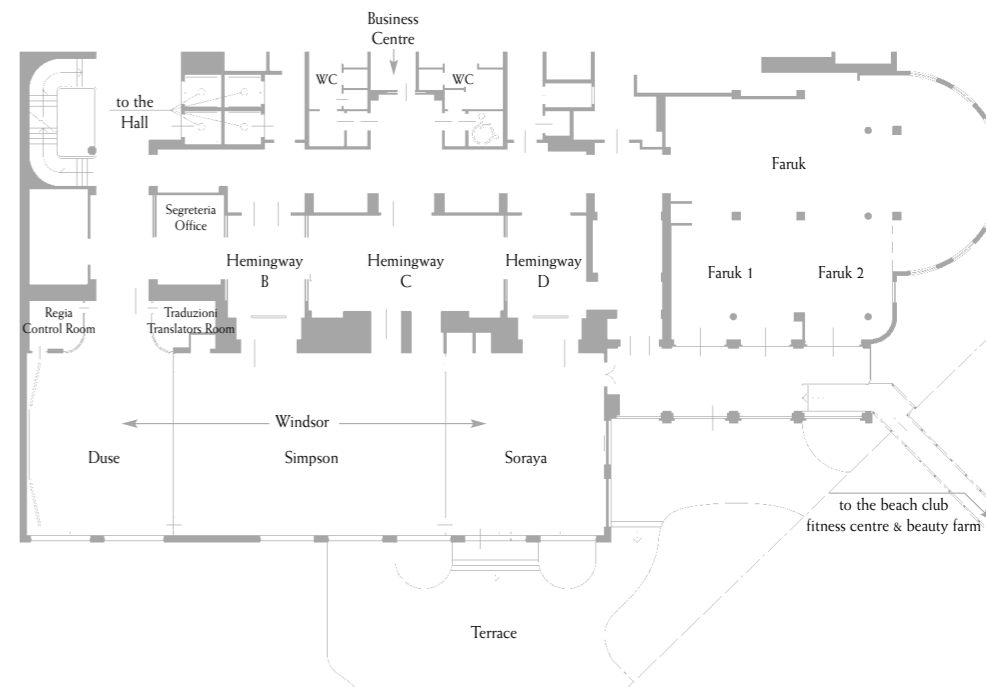 Business
Centre
WC
WC
to the
Hall
Faruk
Segreteria
Office
Hemingway
B
Hemingway
C
Hemingway
D
Faruk 1
Faruk 2
Regia
Control Room
Traduzioni
Translators Room
Windsor
Duse
Simpson
Soraya
to the beach club
fitness centre & beauty farm
Terrace